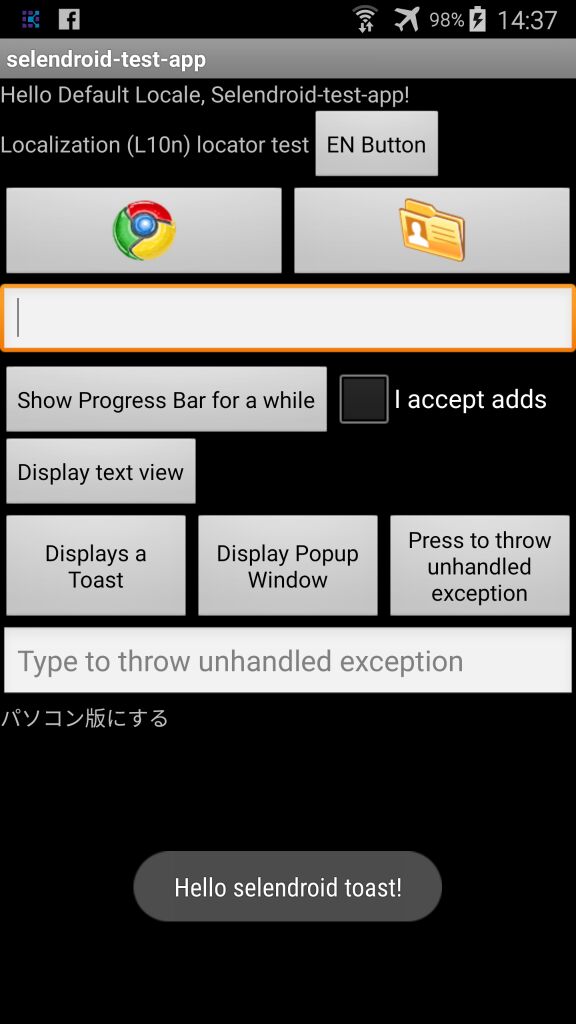 98% 14:37
selendroid-test-app
Hello Default Locale, Selendroid-test-app!
Localization (L10n) locator test EN Button
Show Progress Bar for a while I accept adds
Display text view
Displays a
Toast
Display Popup
Window
Press to throw
unhandled
exception
Type to throw unhandled exception
パソコン版にする
Hello selendroid toast!